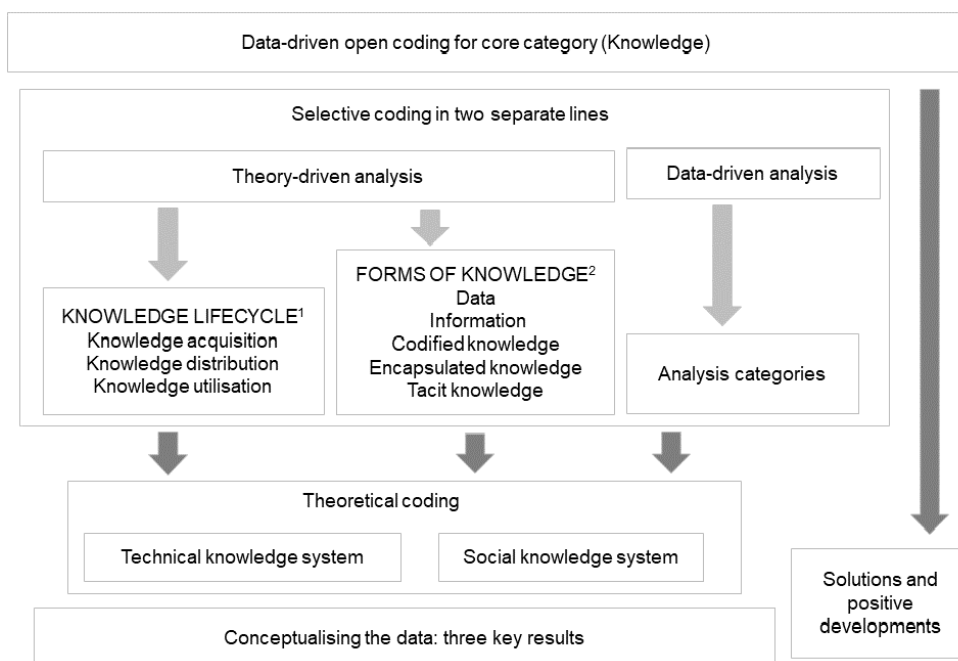 Data-driven open coding for core category (Knowledge)
Selective coding in two separate lines
Theory-driven analysis
Data-driven analysis
KNOWLEDGE LIFECYCLE¹
Knowledge acquisition
Knowledge distribution
Knowledge utilisation
FORMS OF KNOWLEDGE²
Data
Information
Codified knowledge
Encapsulated knowledge
Tacit knowledge
Analysis categories
Theoretical coding
Technical knowledge system
Social knowledge system
Solutions and
positive
developments
Conceptualising the data: three key results